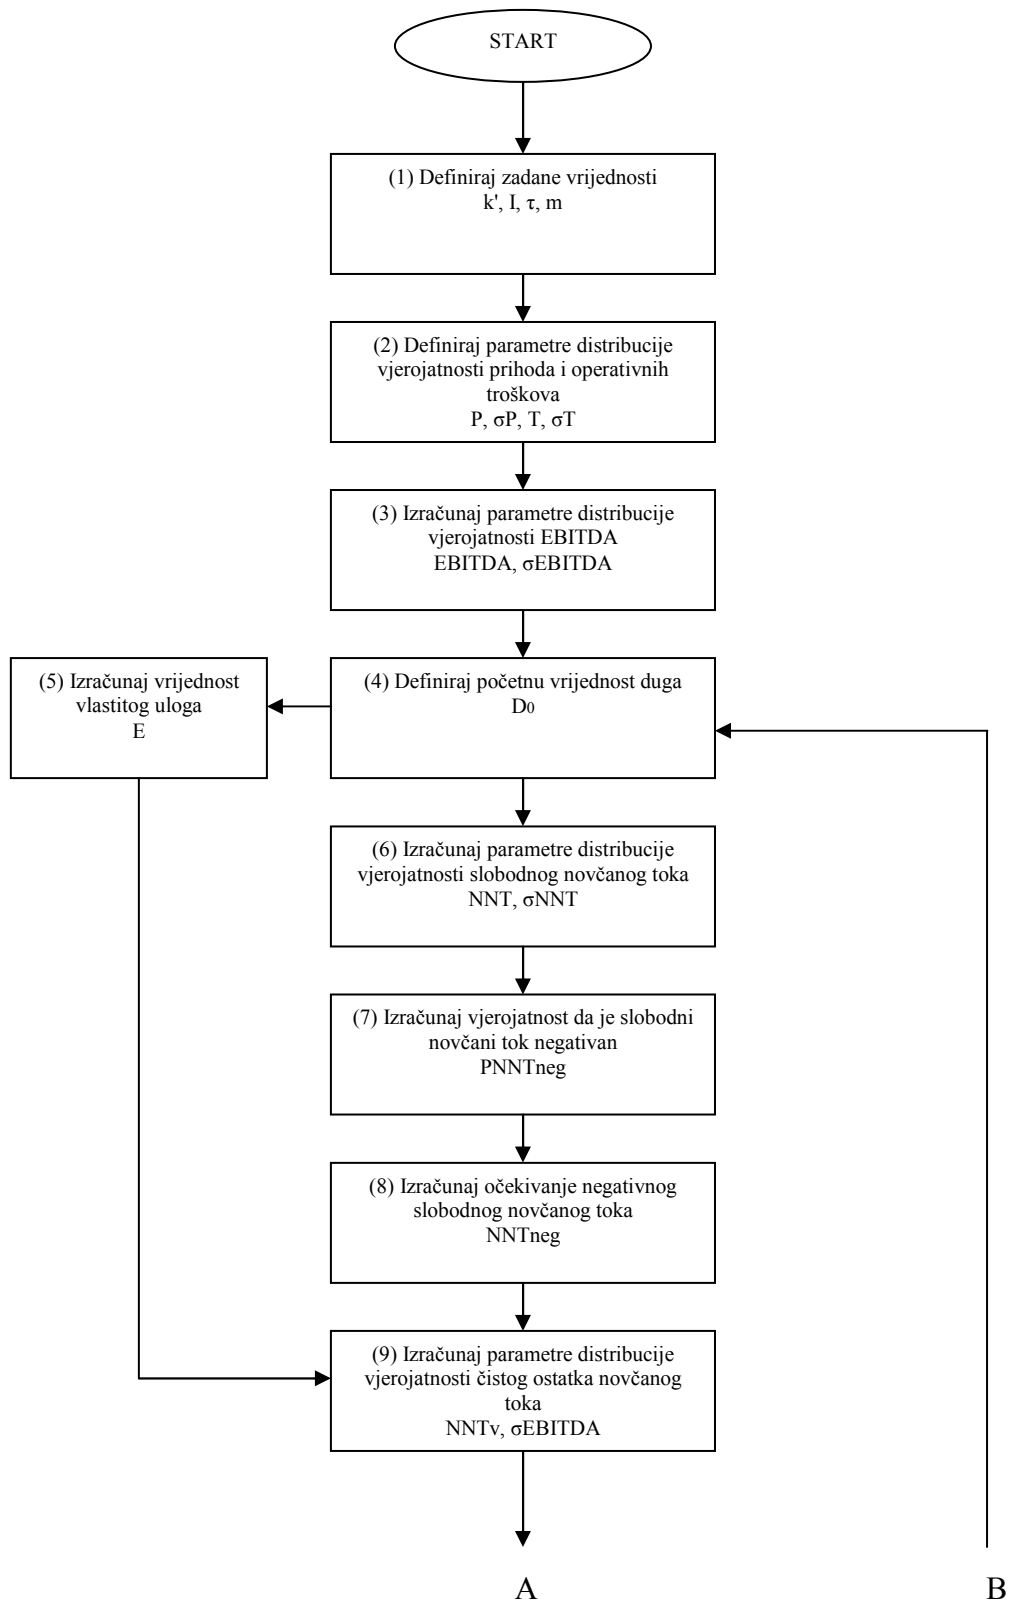 START
(1) Definiraj zadane vrijednosti
k', I, τ, m
(2) Definiraj parametre distribucije
vjerojatnosti prihoda i operativnih
troškova
P, σP, T, σT
(3) Izračunaj parametre distribucije
vjerojatnosti EBITDA
EBITDA, σEBITDA
(4) Definiraj početnu vrijednost duga
D0
(5) Izračunaj vrijednost
vlastitog uloga
E
(6) Izračunaj parametre distribucije
vjerojatnosti slobodnog novčanog toka
NNT, σNNT
(7) Izračunaj vjerojatnost da je slobodni
novčani tok negativan
PNNTneg
(8) Izračunaj očekivanje negativnog
slobodnog novčanog toka
NNTneg
(9) Izračunaj parametre distribucije
vjerojatnosti čistog ostatka novčanog
toka
NNTv, σEBITDA
A
B